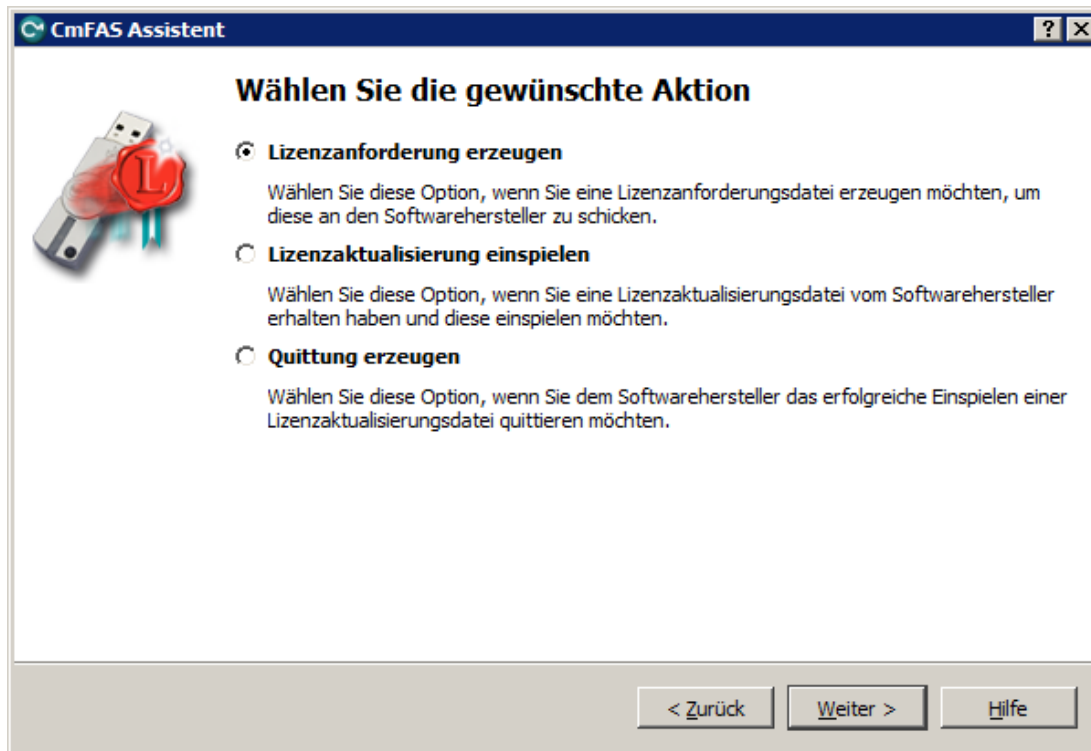 CmFAS Assistent
Wählen Sie die gewünschte Aktion
Lizenzanforderung erzeugen
Wählen Sie diese Option, wenn Sie eine Lizenzanforderungsdatei erzeugen möchten, um
diese an den Softwarehersteller zu schicken.
Lizenzaktualisierung einspielen
Wählen Sie diese Option, wenn Sie eine Lizenzaktualisierungsdatei vom Softwarehersteller
erhalten haben und diese einspielen möchten.
Quittung erzeugen
Wählen Sie diese Option, wenn Sie dem Softwarehersteller das erfolgreiche Einspielen einer
Lizenzaktualisierungsdatei quittieren möchten.
L
< Zurück
Weiter >
Hilfe